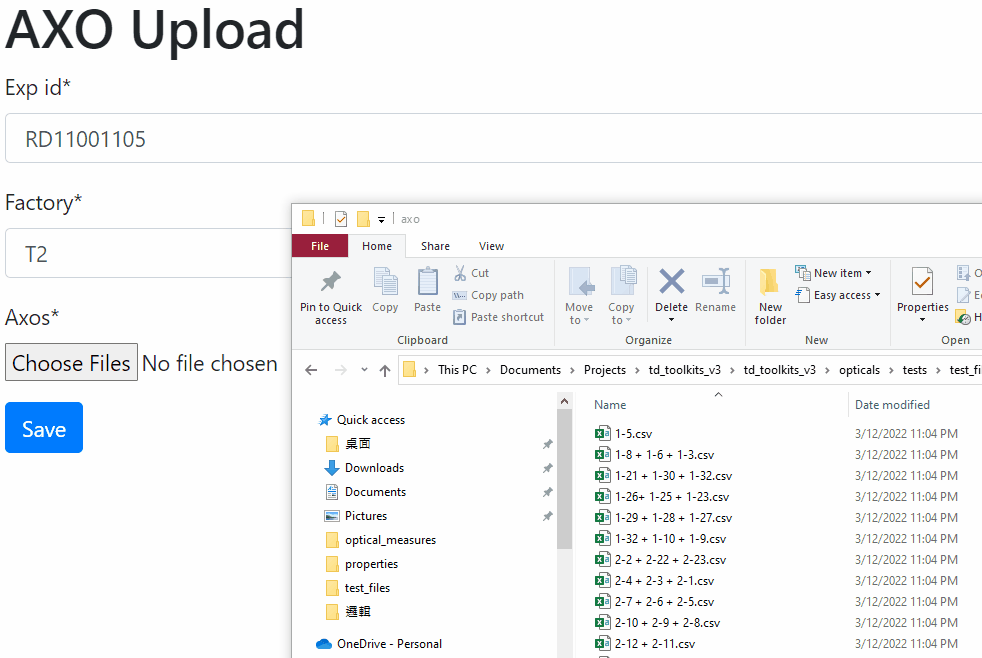 AXO Upload
Exp id*
RD11001105
Factory*
T2
Axos*
Choose Files No file chosen
Save
axo
File Home Share View
Pin to Quick access
Copy
Paste
Cut
Copy path
Paste shortcut
Clipboard
Move to
Copy to
Delete
Rename
Organize
New folder
New item
Easy access
New
Properties
Open
This PC > Documents > Projects > td_toolkits_v3 > td_toolkits_v3 > opticals > tests > test_fi
Quick access
桌面
Downloads
Documents
Pictures
optical_measures
properties
test_files
邏輯
OneDrive - Personal
Name Date modified
1-5.csv 3/12/2022 11:04 PM
1-8 + 1-6 + 1-3.csv 3/12/2022 11:04 PM
1-21 + 1-30 + 1-32.csv 3/12/2022 11:04 PM
1-26+ 1-25 + 1-23.csv 3/12/2022 11:04 PM
1-29 + 1-28 + 1-27.csv 3/12/2022 11:04 PM
1-32 + 1-10 + 1-9.csv 3/12/2022 11:04 PM
2-2 + 2-22 + 2-23.csv 3/12/2022 11:04 PM
2-4 + 2-3 + 2-1.csv 3/12/2022 11:04 PM
2-7 + 2-6 + 2-5.csv 3/12/2022 11:04 PM
2-10 + 2-9 + 2-8.csv 3/12/2022 11:04 PM
2-12 + 2-11.csv 3/12/2022 11:04 PM